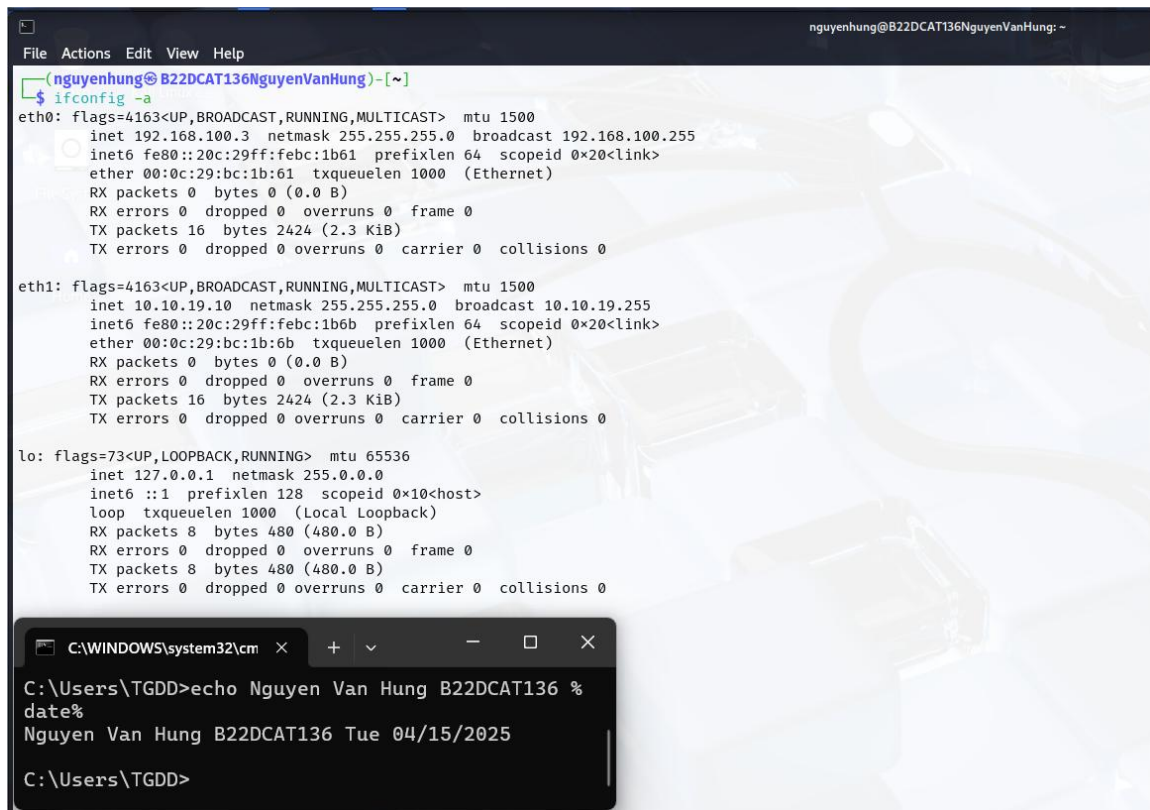 nguyenhung@B22DCAT136NguyenVanHung: ~
File Actions Edit View Help
(nguyenhung㉿B22DCAT136NguyenVanHung)-[~]
$ ifconfig -a
eth0: flags=4163<UP,BROADCAST,RUNNING,MULTICAST> mtu 1500
inet 192.168.100.3 netmask 255.255.255.0 broadcast 192.168.100.255
inet6 fe80::20c:29ff:febc:1b61 prefixlen 64 scopeid 0×20<link>
ether 00:0c:29:bc:1b:61 txqueuelen 1000 (Ethernet)
RX packets 0 bytes 0 (0.0 B)
RX errors 0 dropped 0 overruns 0 frame 0
TX packets 16 bytes 2424 (2.3 KiB)
TX errors 0 dropped 0 overruns 0 carrier 0 collisions 0
eth1: flags=4163<UP,BROADCAST,RUNNING,MULTICAST> mtu 1500
inet 10.10.19.10 netmask 255.255.255.0 broadcast 10.10.19.255
inet6 fe80::20c:29ff:febc:1b6b prefixlen 64 scopeid 0×20<link>
ether 00:0c:29:bc:1b:6b txqueuelen 1000 (Ethernet)
RX packets 0 bytes 0 (0.0 B)
RX errors 0 dropped 0 overruns 0 frame 0
TX packets 16 bytes 2424 (2.3 KiB)
TX errors 0 dropped 0 overruns 0 carrier 0 collisions 0
lo: flags=73<UP,LOOPBACK,RUNNING> mtu 65536
inet 127.0.0.1 netmask 255.0.0.0
inet6 ::1 prefixlen 128 scopeid 0×10<host>
loop txqueuelen 1000 (Local Loopback)
RX packets 8 bytes 480 (480.0 B)
RX errors 0 dropped 0 overruns 0 frame 0
TX packets 8 bytes 480 (480.0 B)
TX errors 0 dropped 0 overruns 0 carrier 0 collisions 0
C:\WINDOWS\system32\cm
C:\Users\TGDD>echo Nguyen Van Hung B22DCAT136 %
date%
Nguyen Van Hung B22DCAT136 Tue 04/15/2025
C:\Users\TGDD>